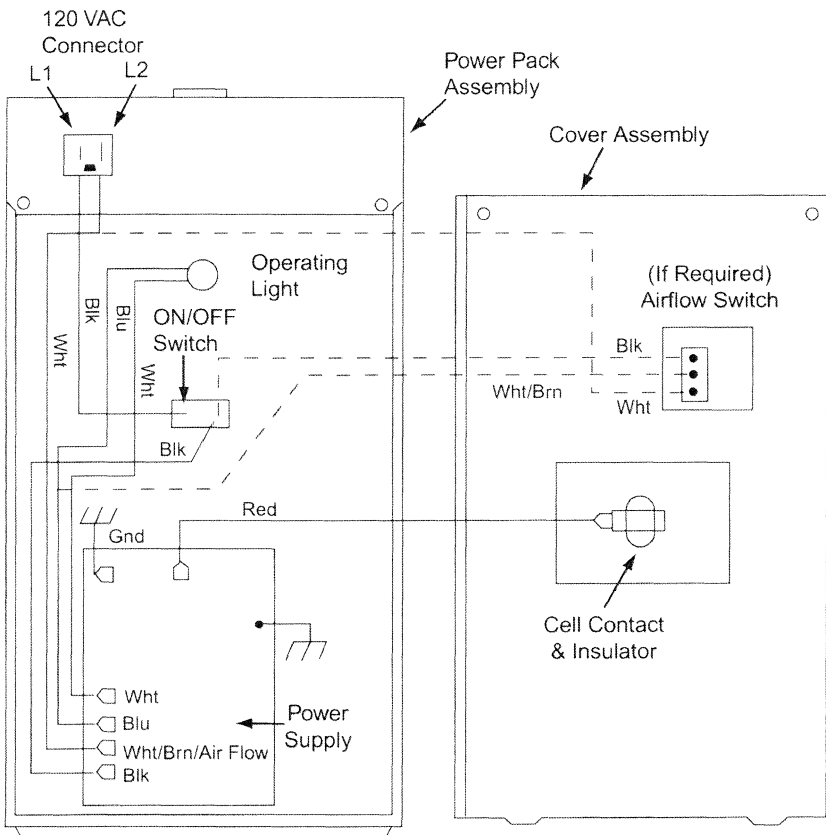 120 VAC
Connector
L1
L2
Power Pack
Assembly
Cover Assembly
Operating
Light
(If Required)
Airflow Switch
Blk
Blu
Wht
Wht
ON/OFF
Switch
Blk
Wht/Brn
Wht
Blk
Red
Gnd
Cell Contact
& Insulator
Wht
Blu
Wht/Brn/Air Flow
Blk
Power
Supply